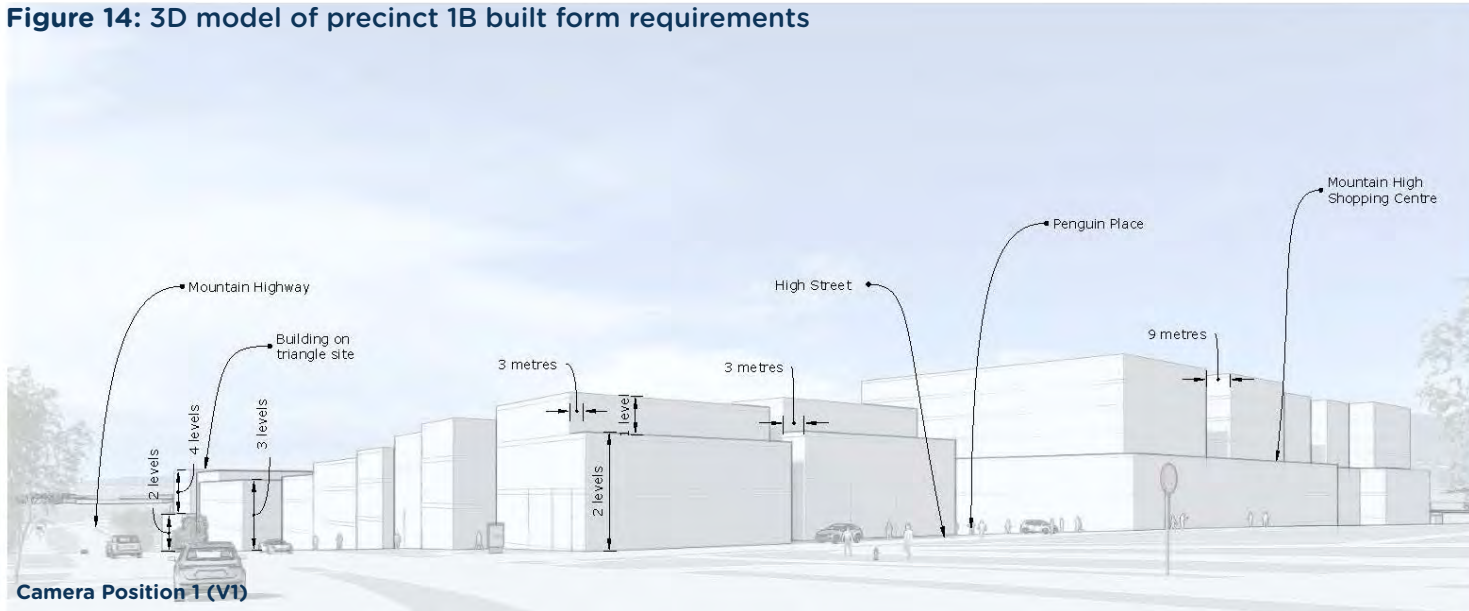 Figure 14: 3D model of precinct 1B built form requirements
Mountain High
Shopping Centre
Penguin Place
Mountain Highway
High Street
Building on
triangle site
9 metres
3 metres
3 metres
level
4 levels
3 levels
2 levels
2 levels
Camera Position 1 (V1)